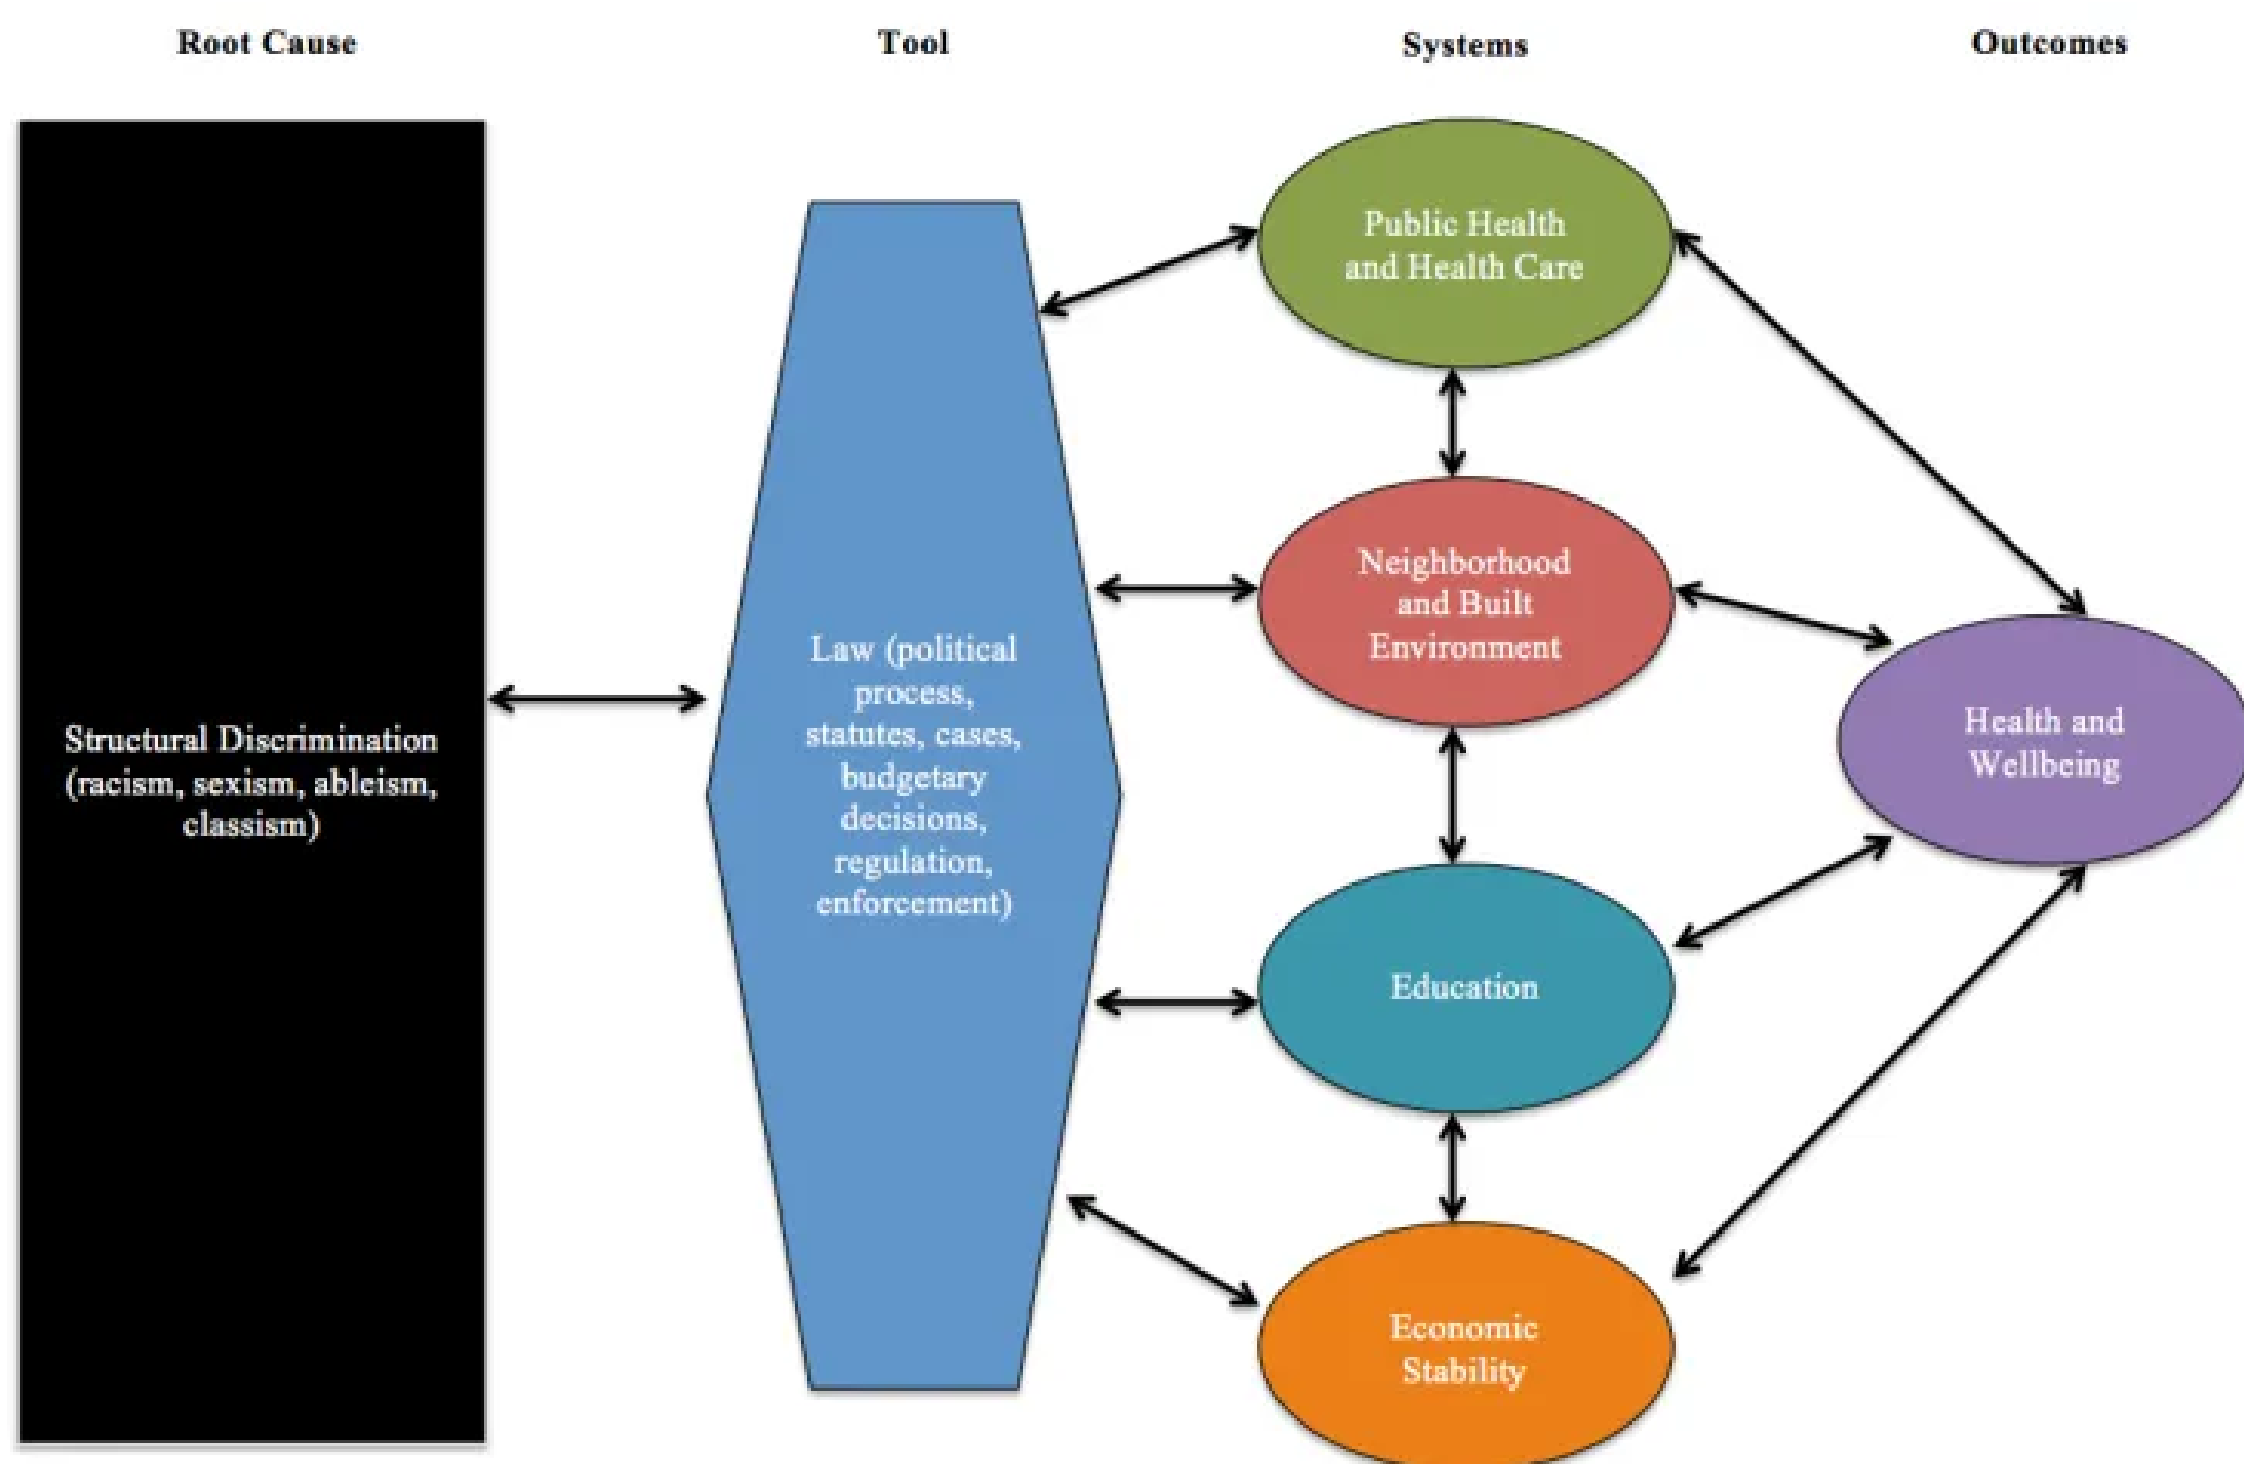 Root Cause
Tool
Systems
Outcomes
Structural Discrimination
(racism, sexism, ableism,
classism)
Law (political
process,
statutes, cases,
budgetary
decisions,
regulation,
enforcement)
Public Health
and Health Care
Neighborhood
and Built
Environment
Education
Economic
Stability
Health and
Wellbeing